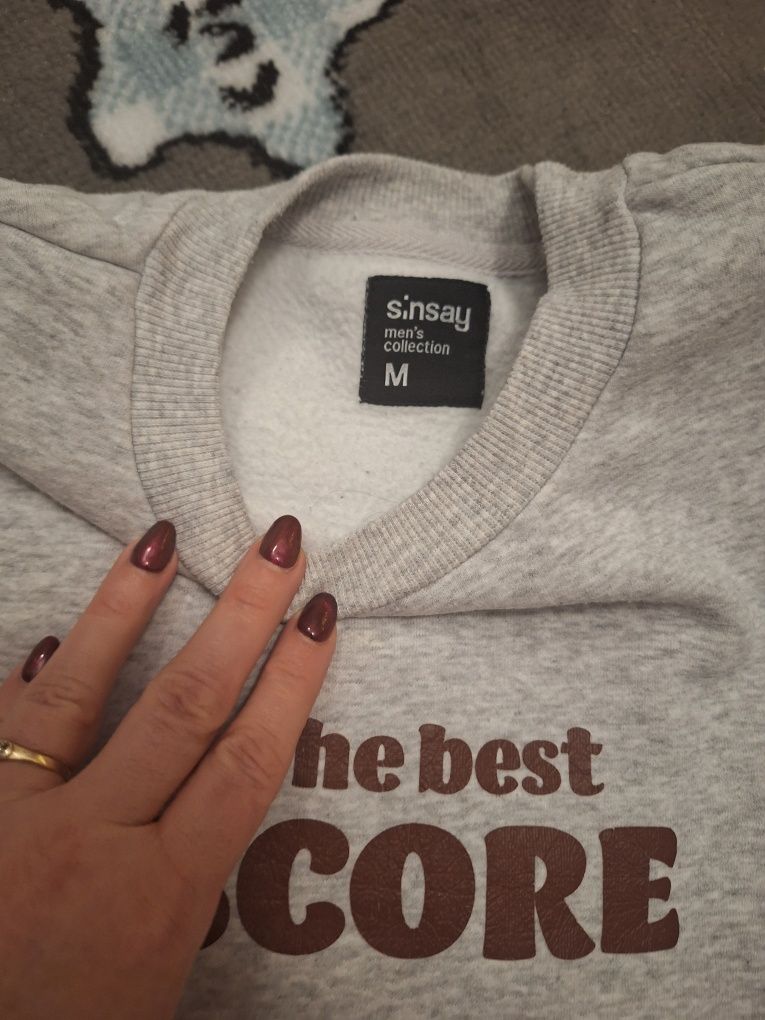 sinsay
men's
collection
M
he best
CORE